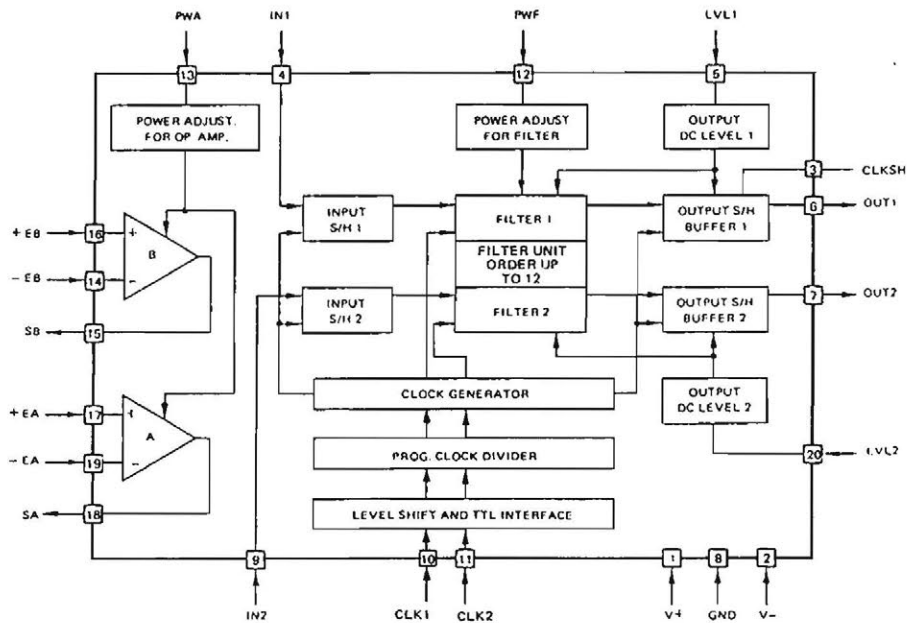 PWA
IN1
PWF
LVL1
13
4
12
5
POWER ADJUST.
FOR OP. AMP.
POWER ADJUST
FOR FILTER
OUTPUT
DC LEVEL 1
3
CLKSH
INPUT
S/H 1
FILTER 1
OUTPUT S/H
BUFFER 1
6
OUT1
+EB
16
+
B
FILTER UNIT
ORDER UP
TO 12
-EB
14
-
INPUT
S/H 2
FILTER 2
OUTPUT S/H
BUFFER 2
7
OUT2
SB
15
CLOCK GENERATOR
OUTPUT
DC LEVEL 2
+EA
17
+
A
-EA
19
-
PROG. CLOCK DIVIDER
20
LVL2
SA
18
LEVEL SHIFT AND TTL INTERFACE
9
10
11
1
8
2
IN2
CLK1
CLK2
V+
GND
V-